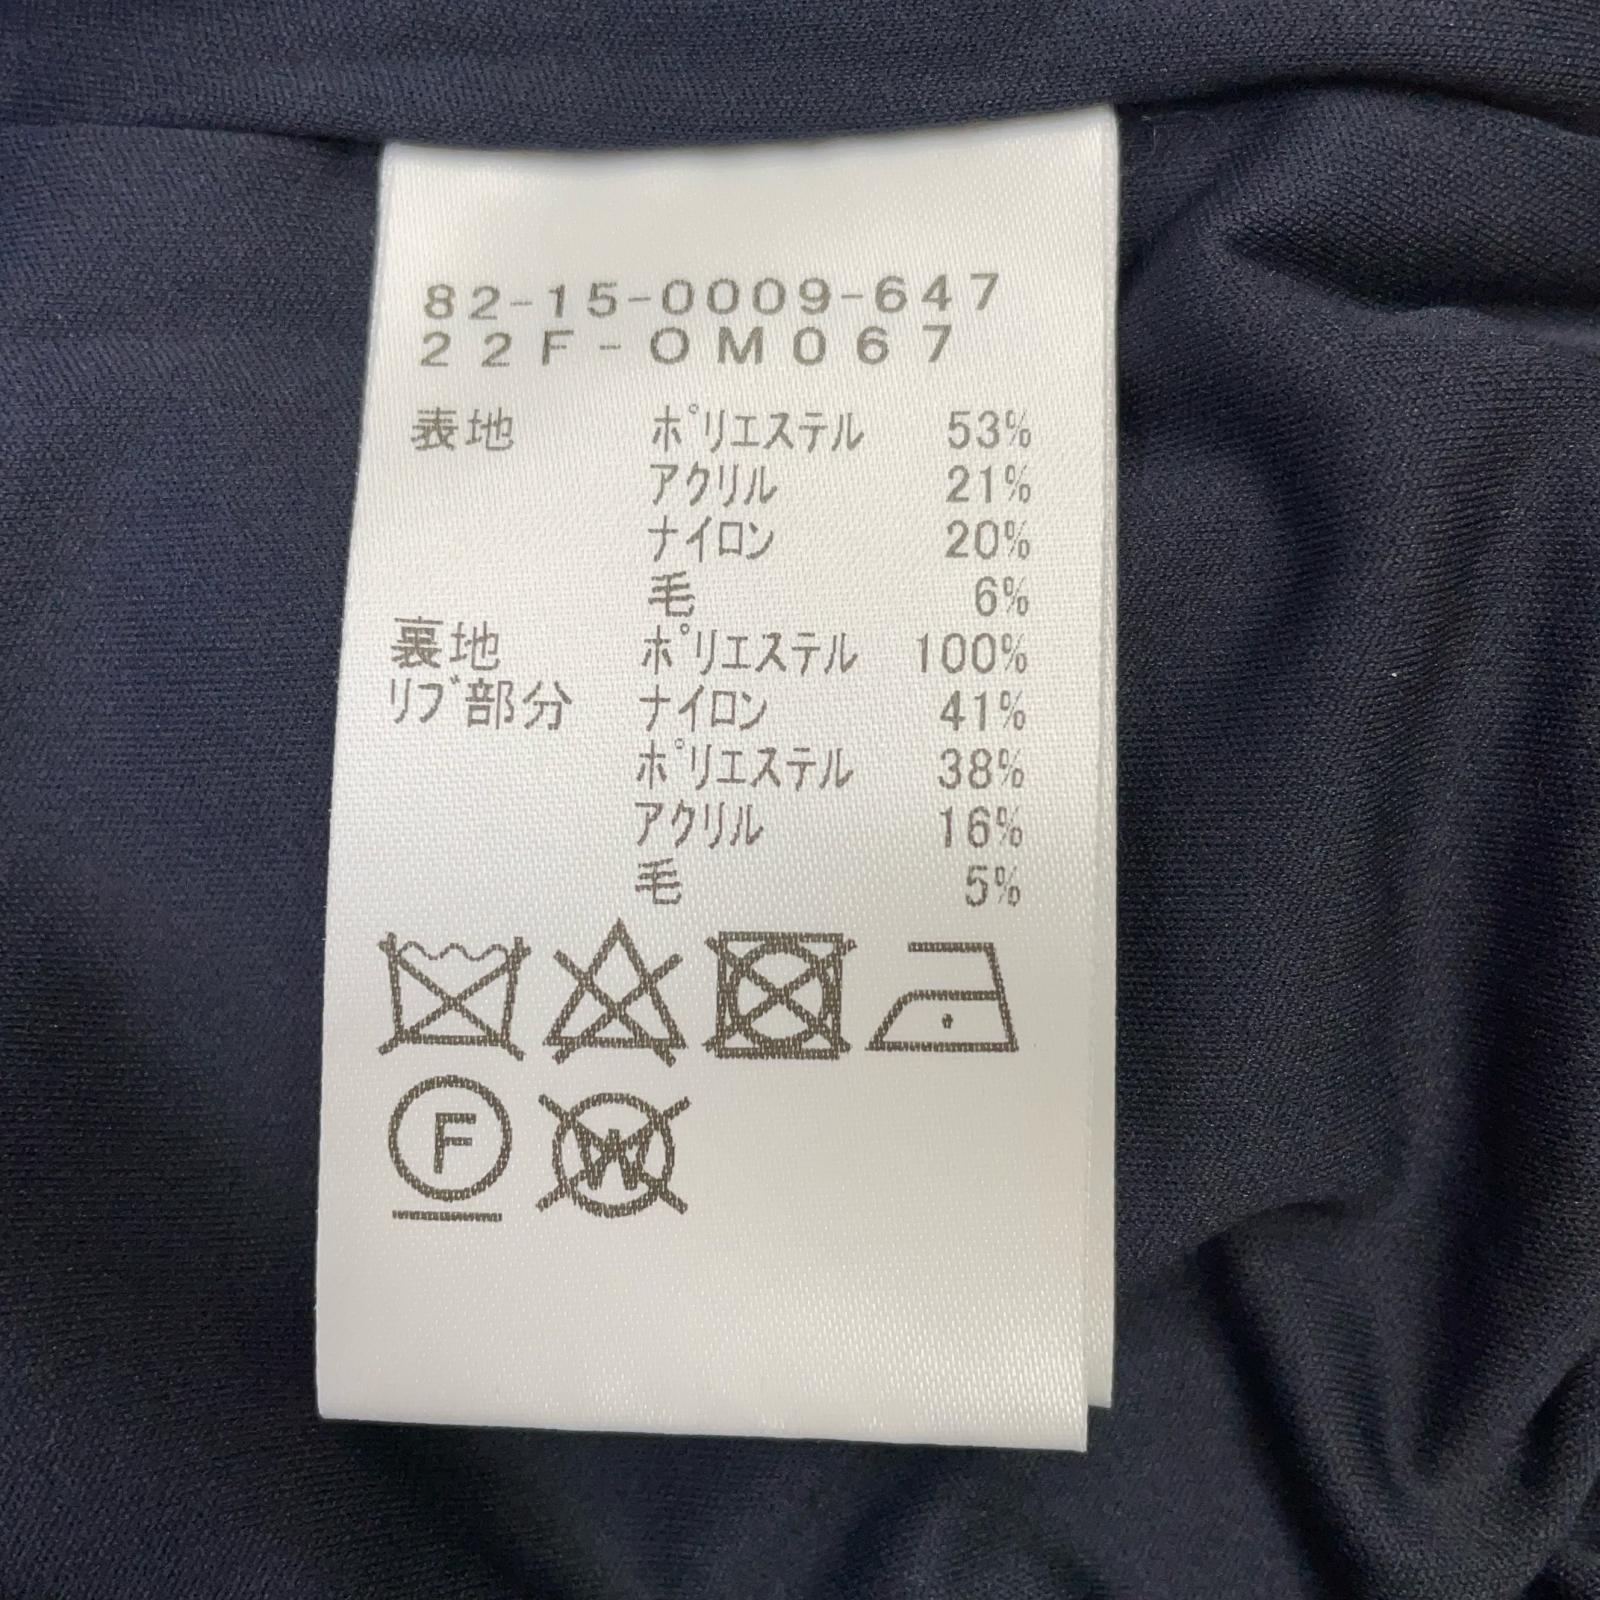 82-15-0009-647
22F-OM067
表地 ポリエステル 53%
アクリル 21%
ナイロン 20%
毛 6%
裏地 ポリエステル 100%
リブ部分 ナイロン 41%
ポリエステル 38%
アクリル 16%
毛 5%
F W